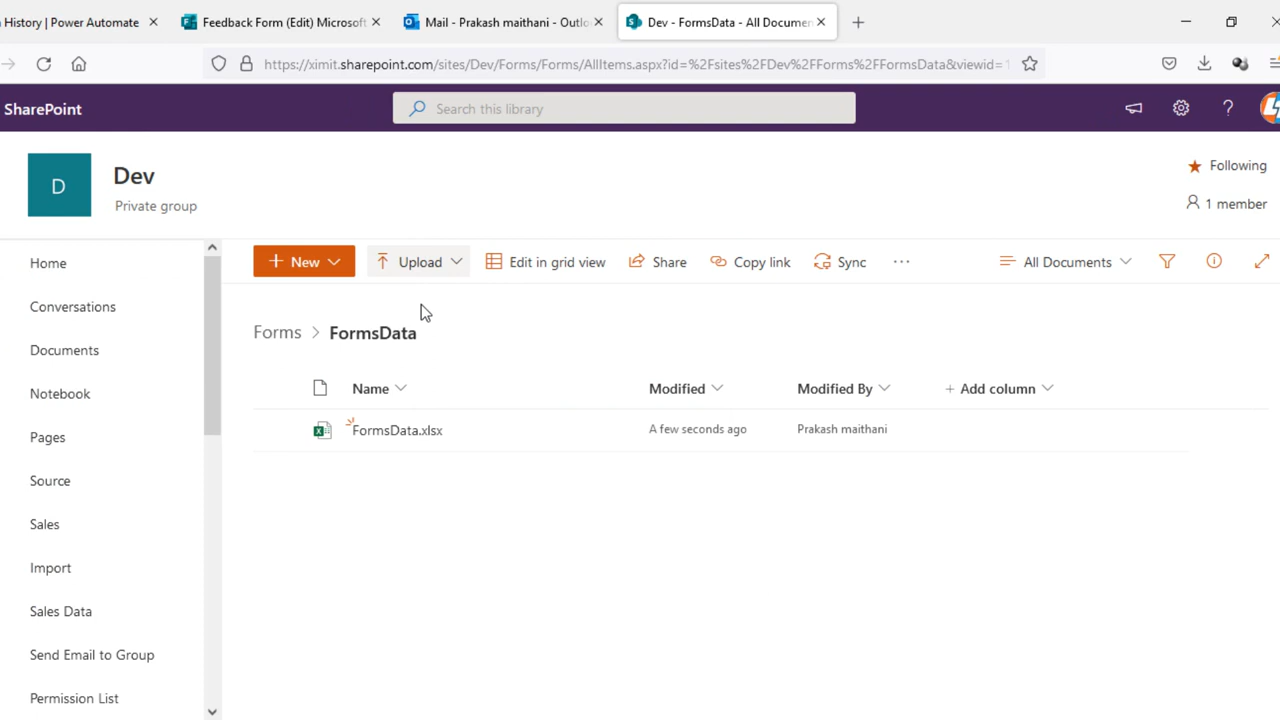 History | Power Automate
Feedback Form (Edit) Microsoft
Mail - Prakash maithani - Outlo
Dev - FormsData - All Documen
https://ximit.sharepoint.com/sites/Dev/Forms/Forms/AllItems.aspx?id=%2Fsites%2FDev%2FForms%2FFormsData&viewid=
SharePoint
Search this library
D
Dev
Private group
Following
1 member
Home
Conversations
Documents
Notebook
Pages
Source
Sales
Import
Sales Data
Send Email to Group
Permission List
+ New
Upload
Edit in grid view
Share
Copy link
Sync
...
All Documents
Forms > FormsData
Name
Modified
Modified By
+ Add column
FormsData.xlsx
A few seconds ago
Prakash maithani